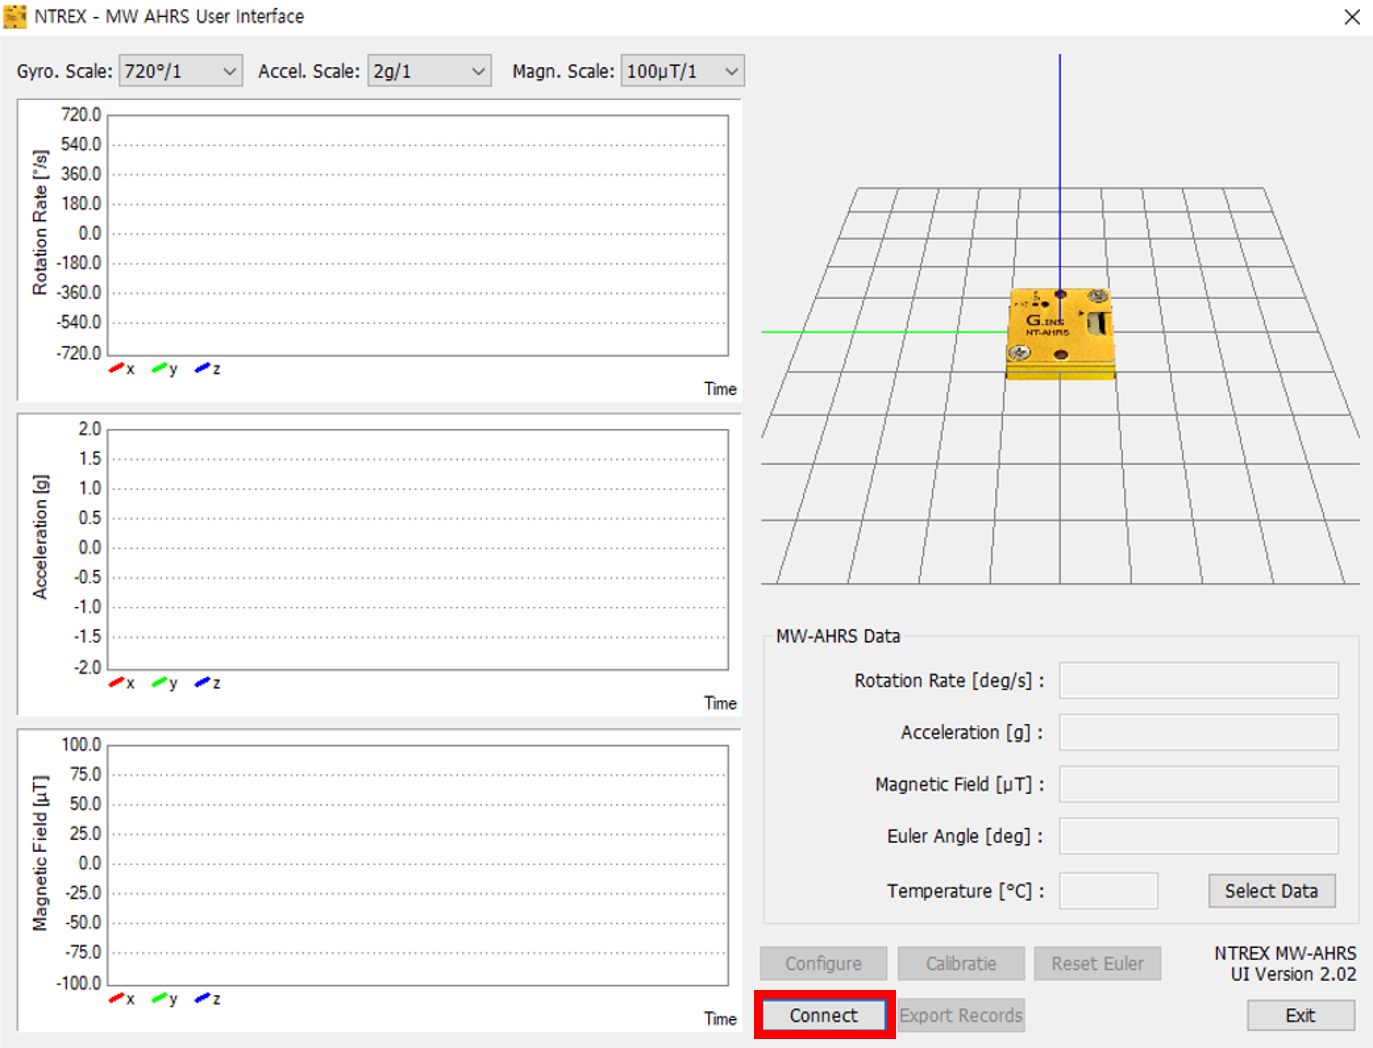 NTREX - MW AHRS User Interface
Gyro. Scale: 720°/1 Accel. Scale: 2g/1 Magn. Scale: 100µT/1
Rotation Rate [°/s]
720.0
540.0
360.0
180.0
0.0
-180.0
-360.0
-540.0
-720.0
x y z
Time
Acceleration [g]
2.0
1.5
1.0
0.5
0.0
-0.5
-1.0
-1.5
-2.0
x y z
Time
Magnetic Field [µT]
100.0
75.0
50.0
25.0
0.0
-25.0
-50.0
-75.0
-100.0
x y z
Time
G.INS
NT-AHRS
MW-AHRS Data
Rotation Rate [deg/s] :
Acceleration [g] :
Magnetic Field [µT] :
Euler Angle [deg] :
Temperature [°C] : Select Data
Configure Calibratie Reset Euler
NTREX MW-AHRS
UI Version 2.02
Connect Export Records Exit